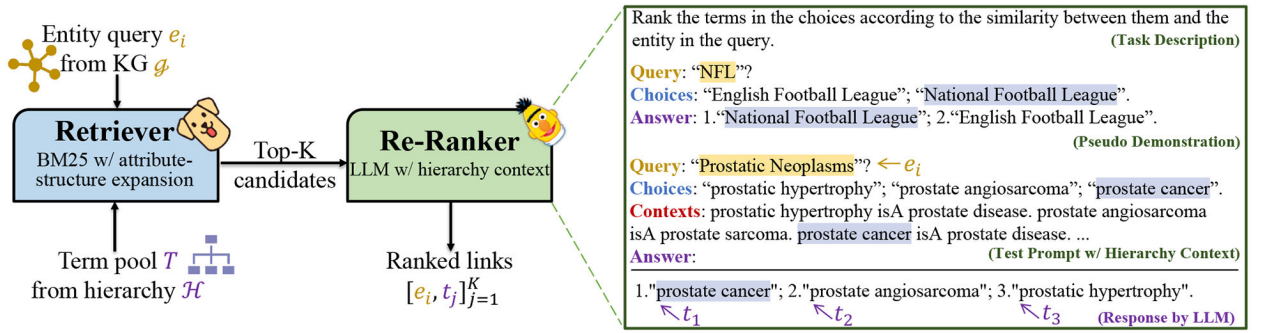 Entity query e_i
from KG 𝒢
Retriever
BM25 w/ attribute-
structure expansion
Term pool T
from hierarchy ℋ
Top-K
candidates
Re-Ranker
LLM w/ hierarchy context
Ranked links
[e_i, t_j]_{j=1}^K
Rank the terms in the choices according to the similarity between them and the
entity in the query.
(Task Description)
Query: “NFL”?
Choices: “English Football League”; “National Football League”.
Answer: 1.“National Football League”; 2.“English Football League”.
(Pseudo Demonstration)
Query: “Prostatic Neoplasms”? ← e_i
Choices: “prostatic hypertrophy”; “prostate angiosarcoma”; “prostate cancer”.
Contexts: prostatic hypertrophy isA prostate disease. prostate angiosarcoma
isA prostate sarcoma. prostate cancer isA prostate disease. ...
Answer:
(Test Prompt w/ Hierarchy Context)
1."prostate cancer"; 2."prostate angiosarcoma"; 3."prostatic hypertrophy".
t_1 t_2 t_3
(Response by LLM)